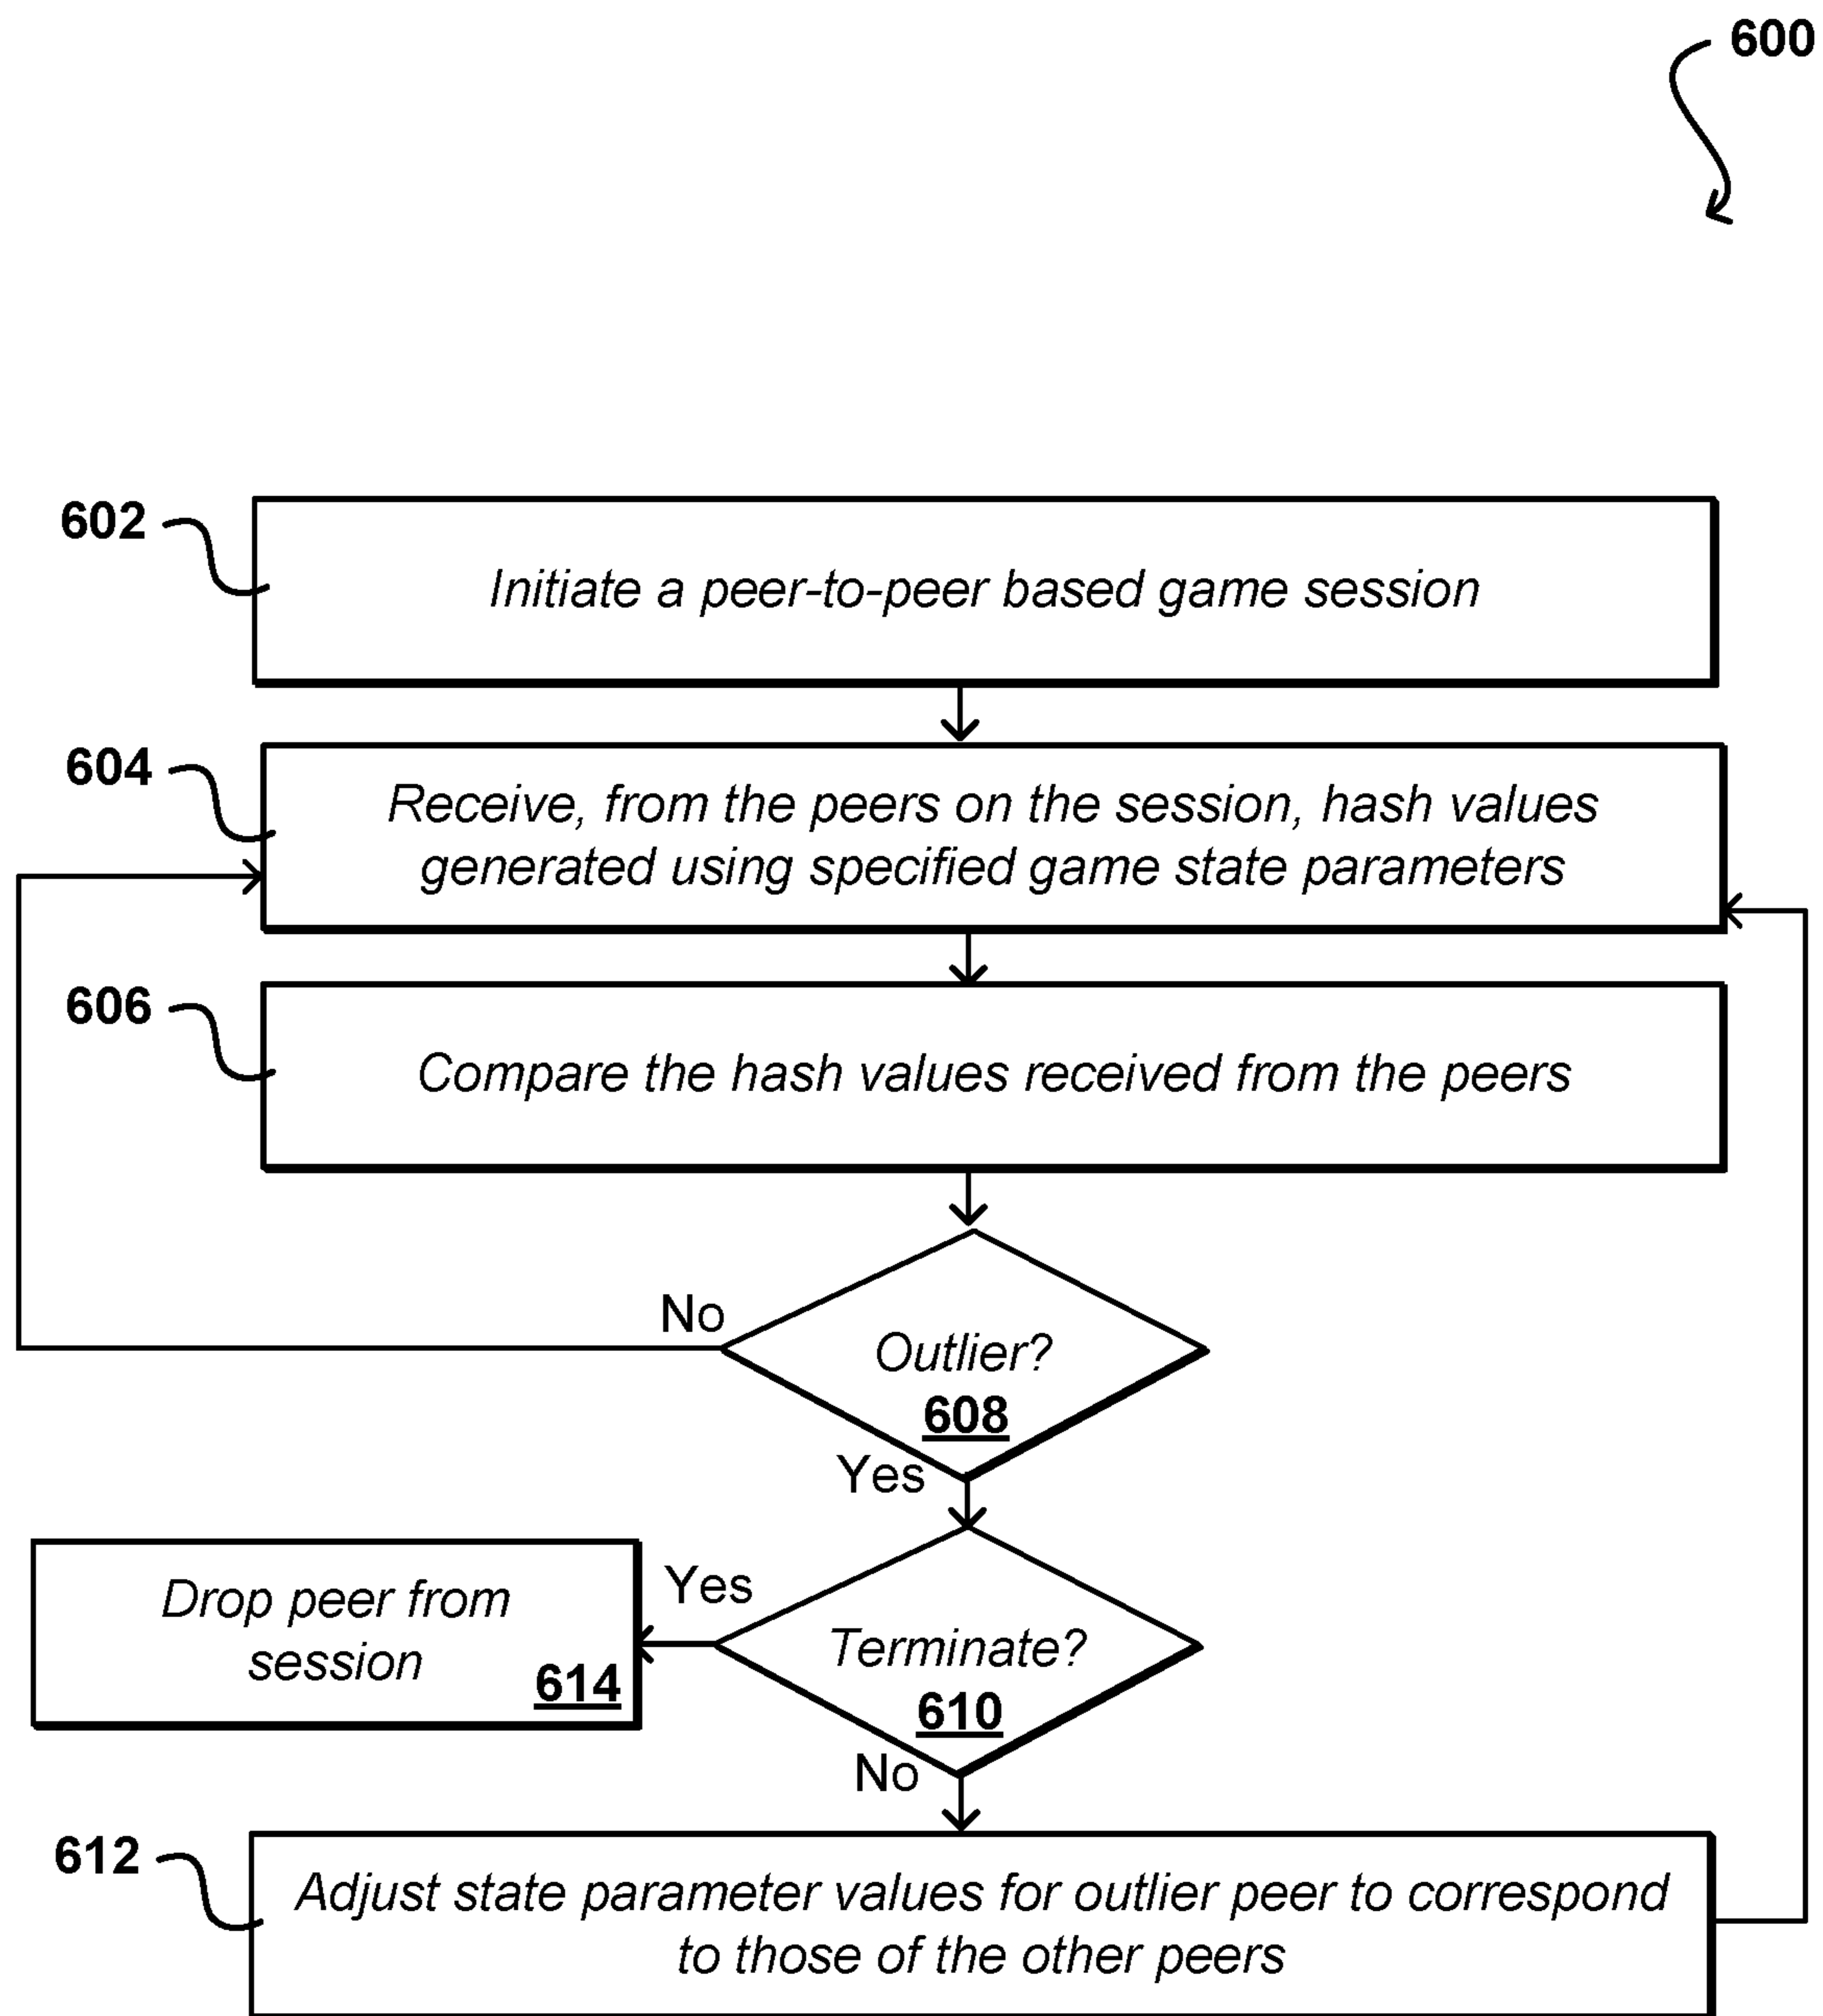 600
602
Initiate a peer-to-peer based game session
604
Receive, from the peers on the session, hash values
generated using specified game state parameters
606
Compare the hash values received from the peers
No
Outlier?
608
Yes
Drop peer from
session
614
Yes
Terminate?
610
No
612
Adjust state parameter values for outlier peer to correspond
to those of the other peers